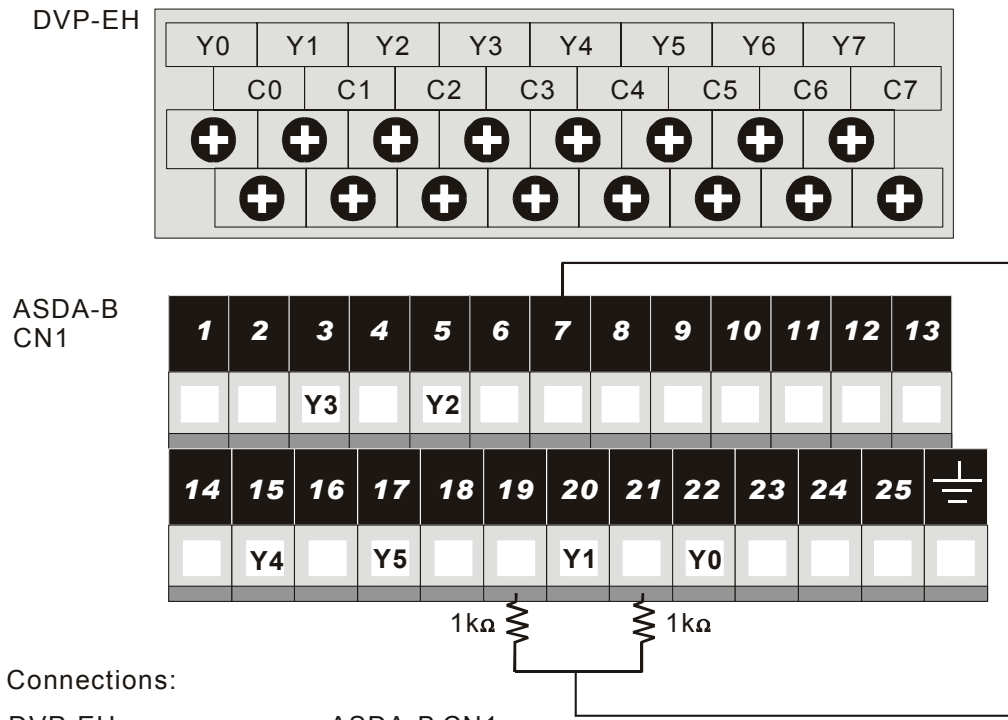 DVP-EH
Y0 Y1 Y2 Y3 Y4 Y5 Y6 Y7
C0 C1 C2 C3 C4 C5 C6 C7
ASDA-B
CN1
1 2 3 4 5 6 7 8 9 10 11 12 13
Y3 Y2
14 15 16 17 18 19 20 21 22 23 24 25
Y4 Y5 Y1 Y0
1kΩ 1kΩ
Connections:
DVP-EH ASDA-B CN1